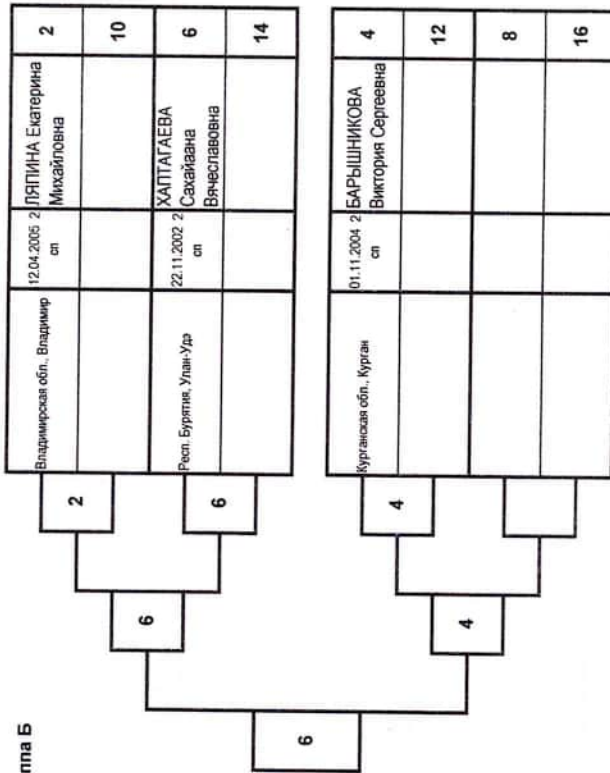 ппа Б
2
ЛЯПИНА Екатерина
Михайловна
12.04.2005 2
сп
Владимирская обл., Владимир
10
6
ХАПТАГАЕВА
Сахайаана
Вячеславовна
22.11.2002 2
сп
Респ. Бурятия, Улан-Удэ
14
4
БАРЫШНИКОВА
Виктория Сергеевна
01.11.2004 2
сп
Курганская обл., Курган
12
8
16
2
6
4
6
4
6